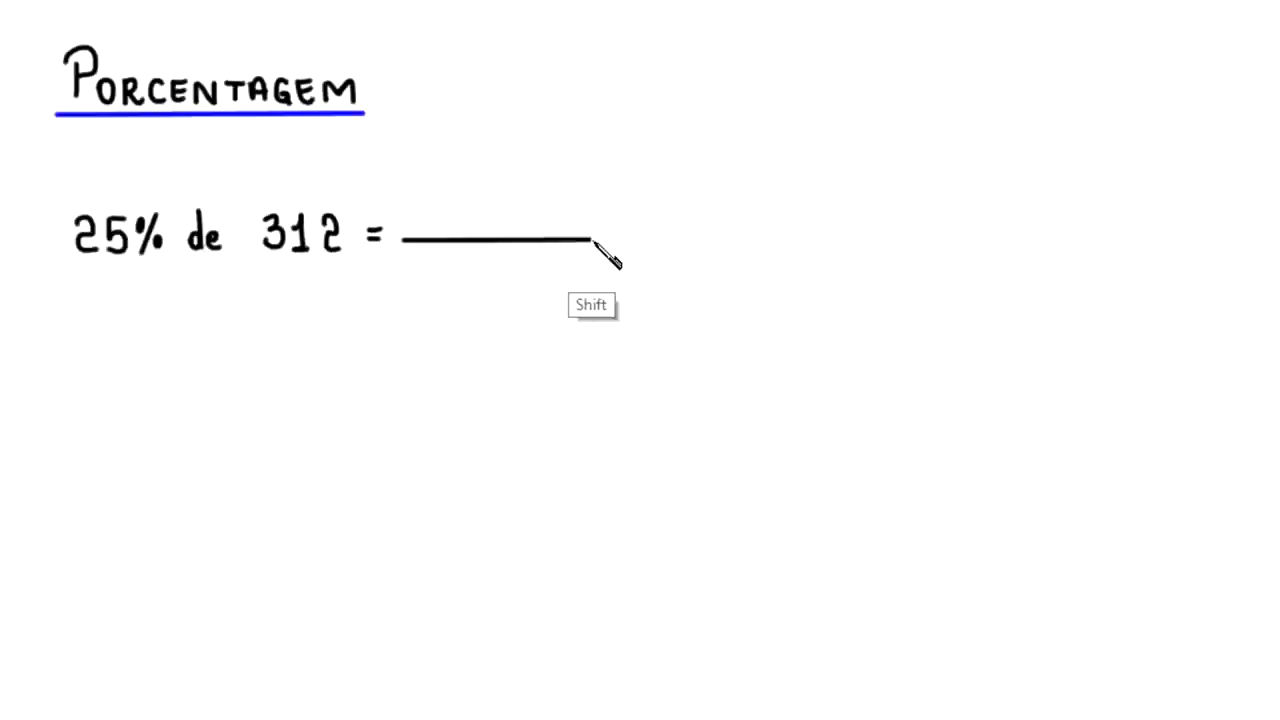 PORCENTAGEM
25% de 312 =
Shift